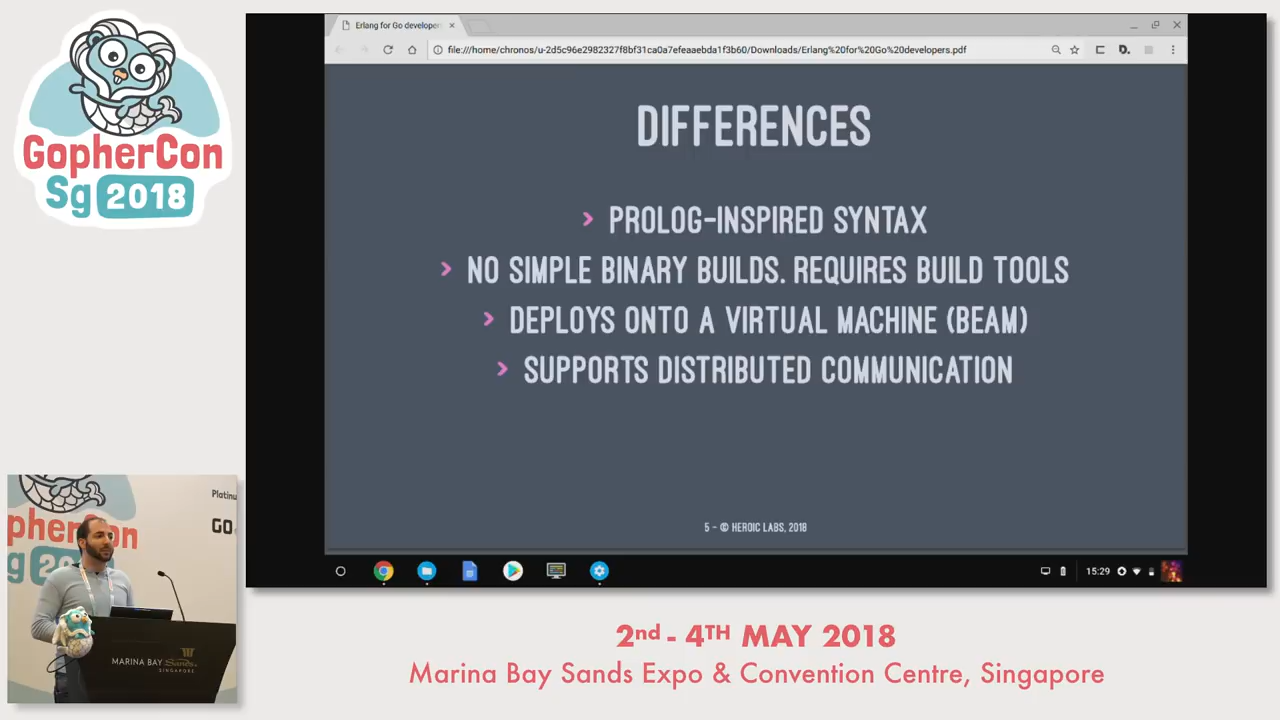 GopherCon
Sg 2018
Erlang for Go develope
file:///home/chronos/u-2d5c96e2982327f8bf31ca0a7efeaaebda1f3b60/Downloads/Erlang%20for%20Go%20developers.pdf
DIFFERENCES
> PROLOG-INSPIRED SYNTAX
> NO SIMPLE BINARY BUILDS. REQUIRES BUILD TOOLS
> DEPLOYS ONTO A VIRTUAL MACHINE (BEAM)
> SUPPORTS DISTRIBUTED COMMUNICATION
5 - © HEROIC LABS, 2018
15:29
Platinu
GO
pherCon
g 20
MARINA BAY Sands
SINGAPORE
2nd - 4TH MAY 2018
Marina Bay Sands Expo & Convention Centre, Singapore